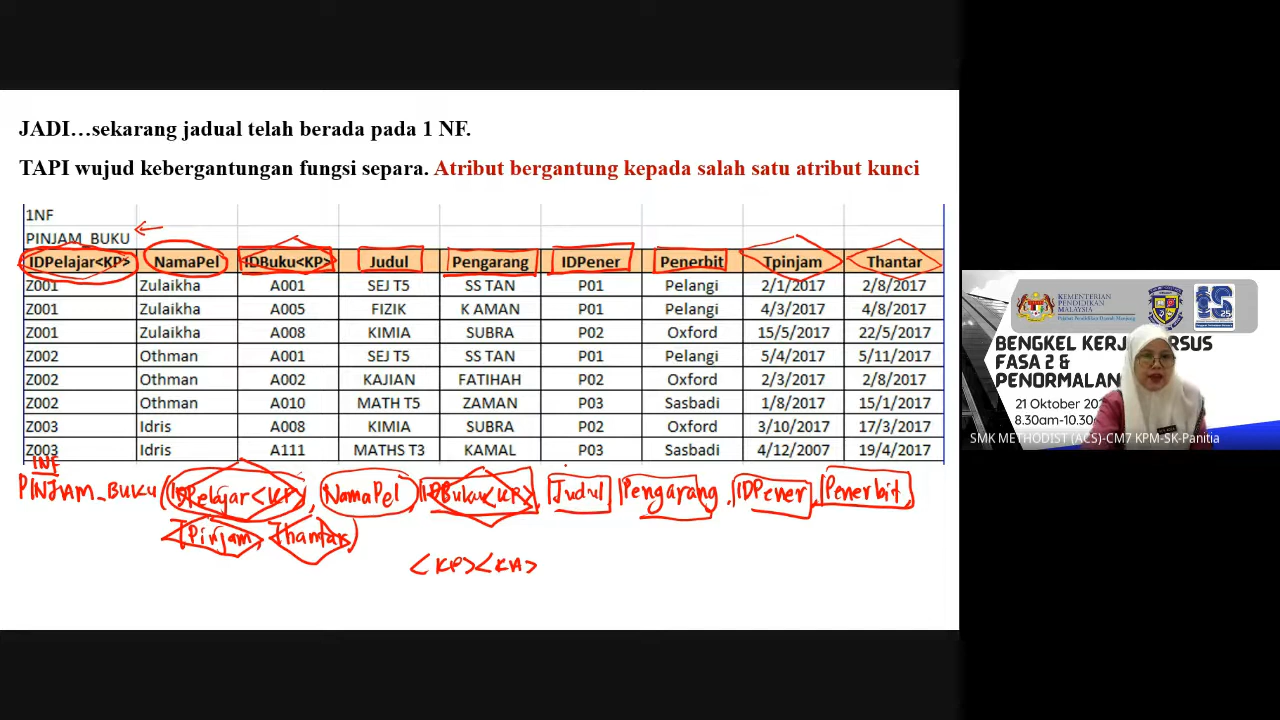 JADI…sekarang jadual telah berada pada 1 NF.
TAPI wujud kebergantungan fungsi separa. Atribut bergantung kepada salah satu atribut kunci
1NF
PINJAM_BUKU
IDPelajar<KP> NamaPel IDBuku<KP> Judul Pengarang IDPener Penerbit Tpinjam Thantar
Z001 Zulaikha A001 SEJ T5 SS TAN P01 Pelangi 2/1/2017 2/8/2017
Z001 Zulaikha A005 FIZIK K AMAN P01 Pelangi 4/3/2017 4/8/2017
Z001 Zulaikha A008 KIMIA SUBRA P02 Oxford 15/5/2017 22/5/2017
Z002 Othman A001 SEJ T5 SS TAN P01 Pelangi 5/4/2017 5/11/2017
Z002 Othman A002 KAJIAN FATIHAH P02 Oxford 2/3/2017 2/8/2017
Z002 Othman A010 MATH T5 ZAMAN P03 Sasbadi 1/8/2017 15/1/2017
Z003 Idris A008 KIMIA SUBRA P02 Oxford 3/10/2017 17/3/2017
Z003 Idris A111 MATHS T3 KAMAL P03 Sasbadi 4/12/2007 19/4/2017
1NF
PINJAM_BUKU (IDPelajar<KP>, NamaPel, IDBuku<KP>, Judul, Pengarang, IDPener, Penerbit,
TPinjam, Thantar)
<KP><KA>
KEMENTERIAN
PENDIDIKAN
MALAYSIA
25
BENGKEL KERJ
FASA 2 &
PENORMALAN
21 Oktober
8.30am-10.30
SMK METHODIST (ACS)-CM7 KPM-SK-Panitia